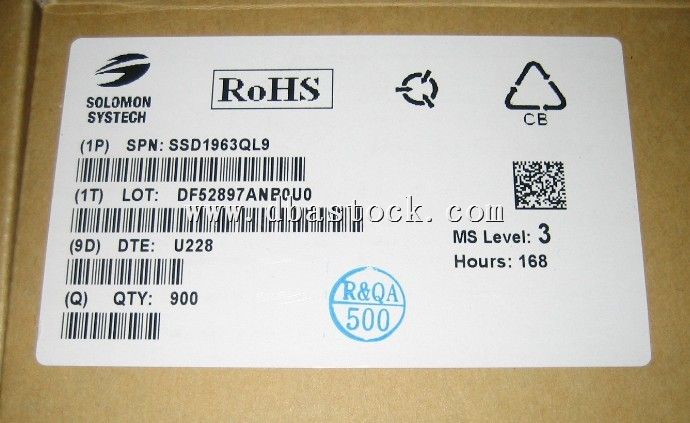 SOLOMON
SYSTECH
RoHS
CB
(1P) SPN: SSD1963QL9
(1T) LOT: DF52897ANP0U0
www.dbastock.com
(9D) DTE: U228
MS Level: 3
Hours: 168
(Q) QTY: 900
R&QA
500